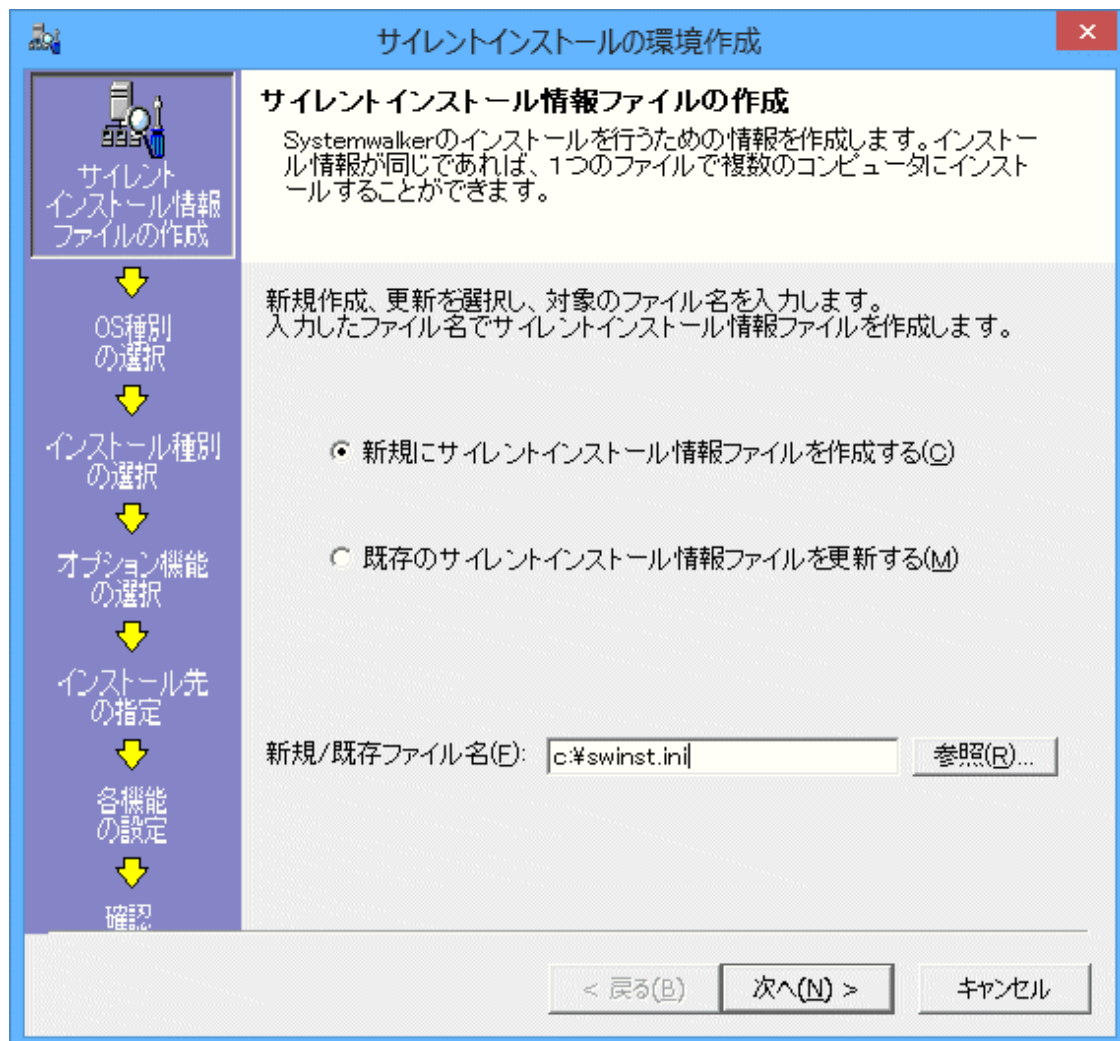 サイレントインストールの環境作成
サイレント
インストール情報
ファイルの作成
OS種別
の選択
インストール種別
の選択
オプション機能
の選択
インストール先
の指定
各機能
の設定
確認
サイレントインストール情報ファイルの作成
Systemwalkerのインストールを行うための情報を作成します。インストー
ル情報が同じであれば、1つのファイルで複数のコンピュータにインスト
ールすることができます。
新規作成、更新を選択し、対象のファイル名を入力します。
入力したファイル名でサイレントインストール情報ファイルを作成します。
新規にサイレントインストール情報ファイルを作成する(C)
既存のサイレントインストール情報ファイルを更新する(M)
新規/既存ファイル名(F): c:¥swinst.ini 参照(R)...
< 戻る(B) 次へ(N) > キャンセル